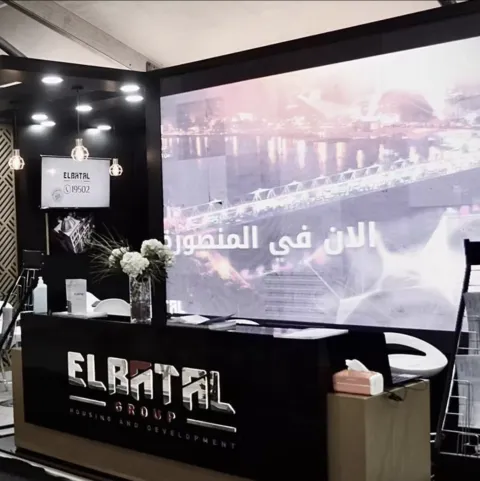 ELBATAL
19502
الان في المنصورة
ELBATAL
GROUP
HOUSING AND DEVELOPMENT